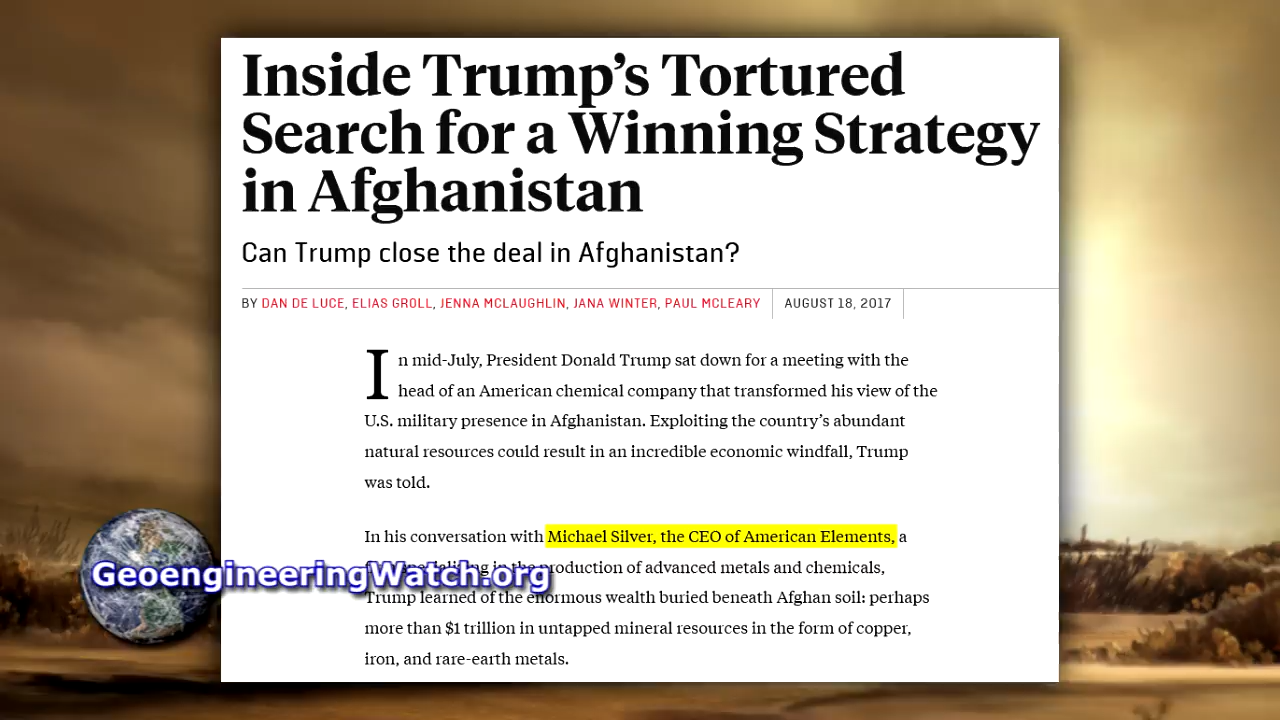 Inside Trump's Tortured
Search for a Winning Strategy
in Afghanistan
Can Trump close the deal in Afghanistan?
BY DAN DE LUCE, ELIAS GROLL, JENNA MCLAUGHLIN, JANA WINTER, PAUL MCLEARY AUGUST 18, 2017
In mid-July, President Donald Trump sat down for a meeting with the
head of an American chemical company that transformed his view of the
U.S. military presence in Afghanistan. Exploiting the country's abundant
natural resources could result in an incredible economic windfall, Trump
was told.
In his conversation with Michael Silver, the CEO of American Elements, a
in the production of advanced metals and chemicals,
GeoengineeringWatch.org
Trump learned of the enormous wealth buried beneath Afghan soil: perhaps
more than $1 trillion in untapped mineral resources in the form of copper,
iron, and rare-earth metals.